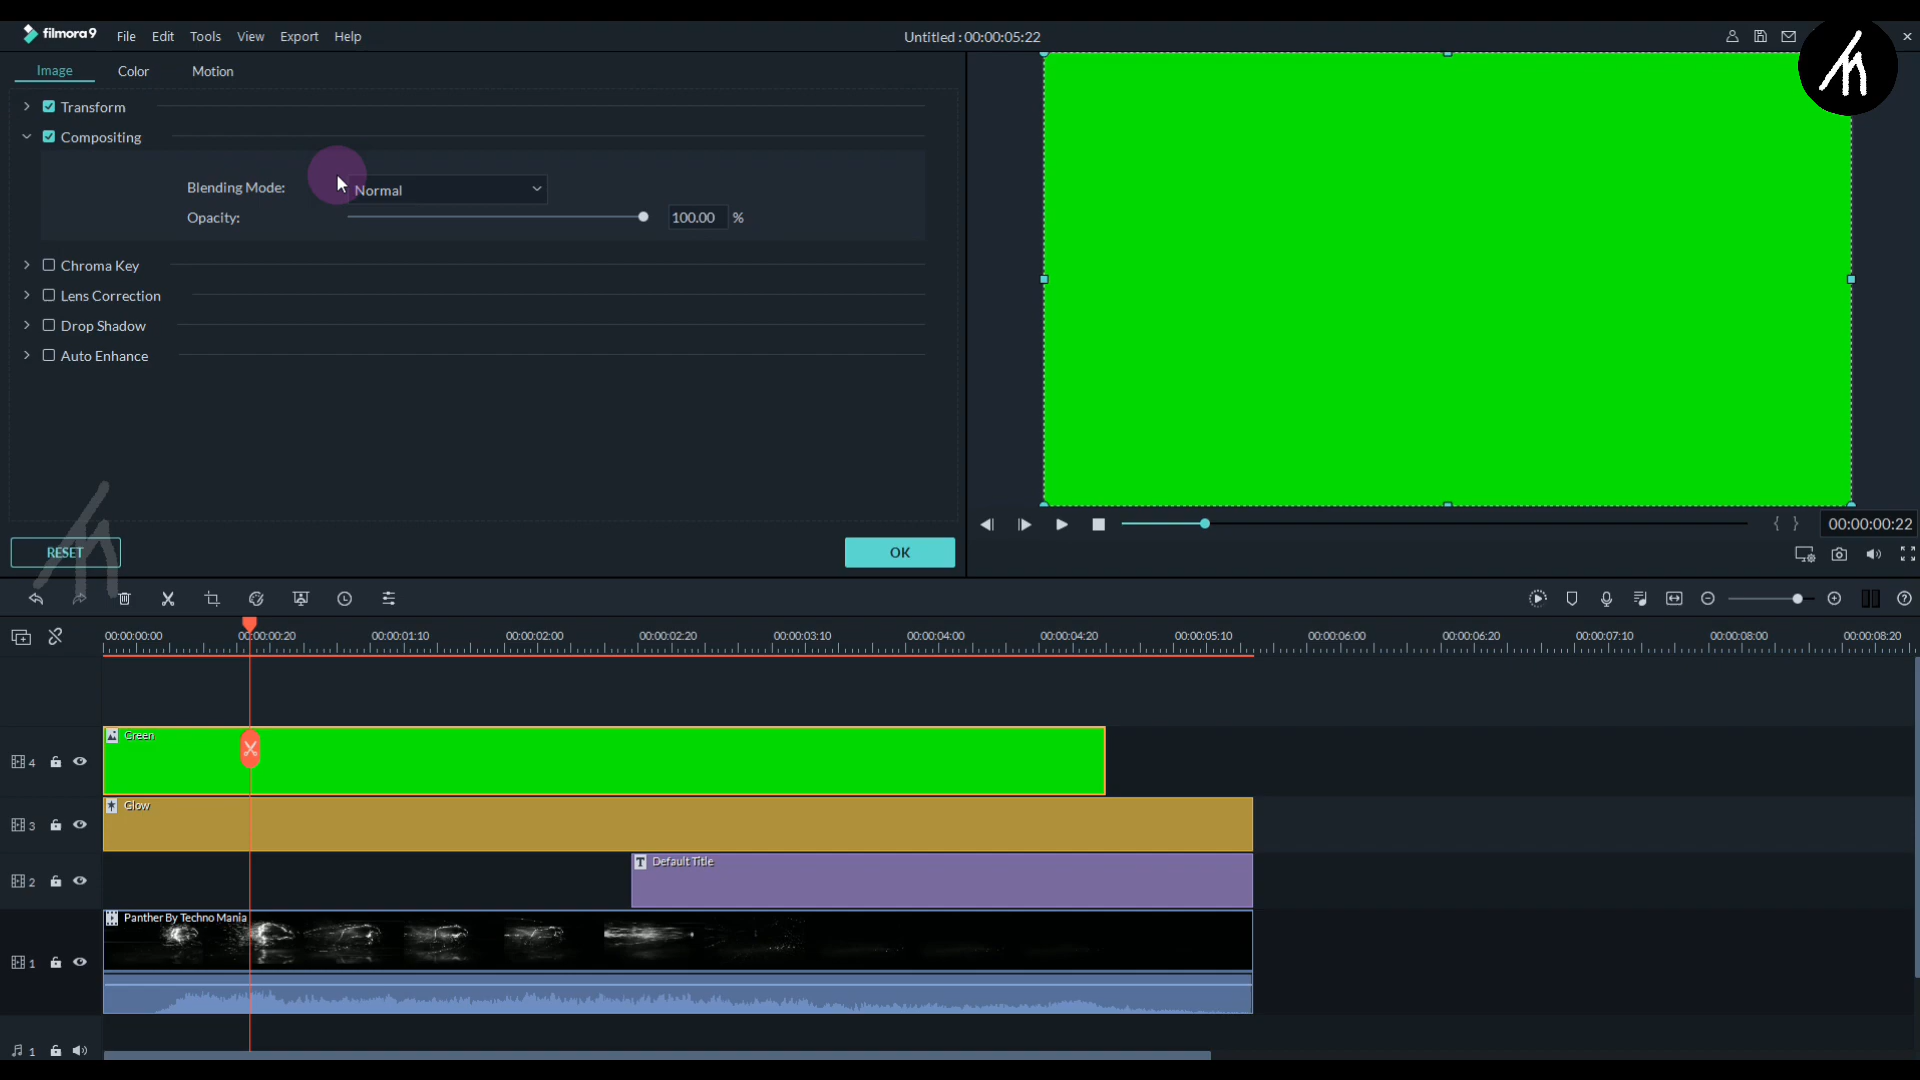 filmora9 File Edit Tools View Export Help
Untitled : 00:00:05:22
Image Color Motion
Transform
Compositing
Blending Mode: Normal
Opacity: 100.00 %
Chroma Key
Lens Correction
Drop Shadow
Auto Enhance
RESET OK
{ } 00:00:00:22
00:00:00:00 00:00:00:20 00:00:01:10 00:00:02:00 00:00:02:20 00:00:03:10 00:00:04:00 00:00:04:20 00:00:05:10 00:00:06:00 00:00:06:20 00:00:07:10 00:00:08:00 00:00:08:20
Green
4
Glow
3
Default Title
2
Panther By Techno Mania
1
1